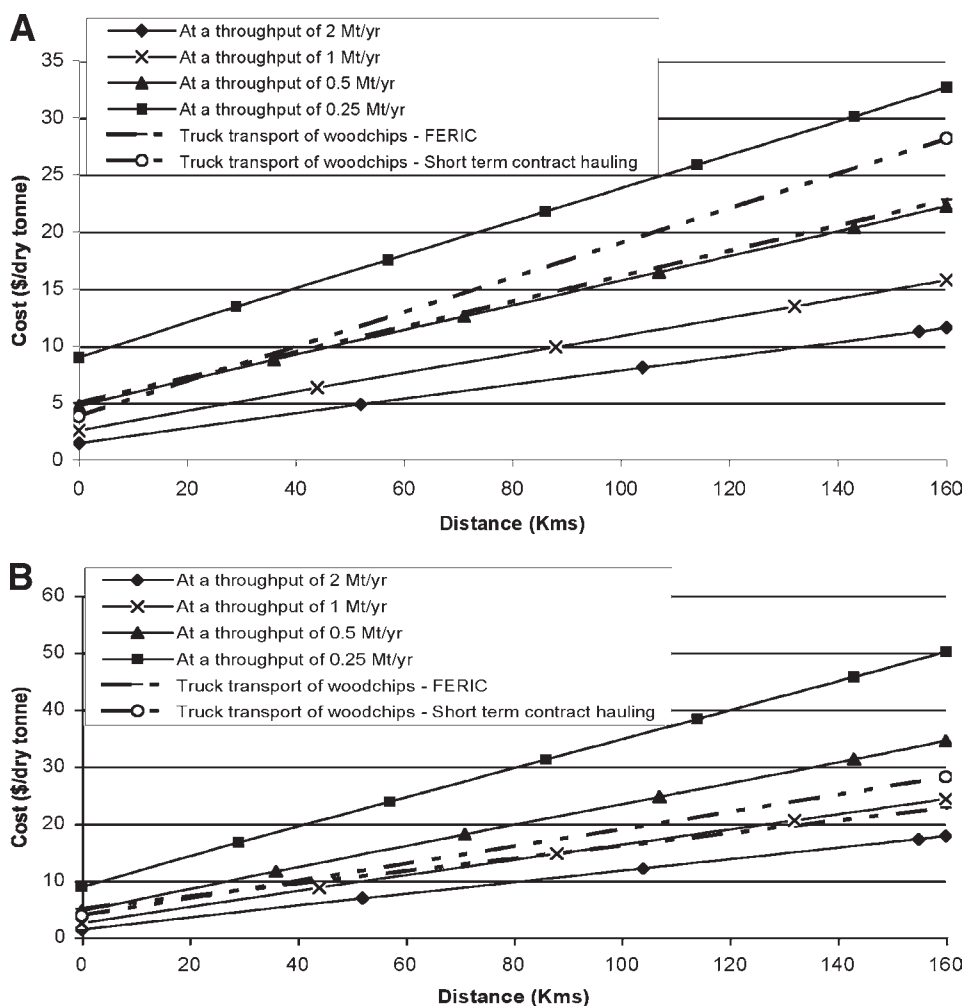 A
At a throughput of 2 Mt/yr
At a throughput of 1 Mt/yr
At a throughput of 0.5 Mt/yr
At a throughput of 0.25 Mt/yr
Truck transport of woodchips - FERIC
Truck transport of woodchips - Short term contract hauling
Cost ($/dry tonne)
35
30
25
20
15
10
5
0
0 20 40 60 80 100 120 140 160
Distance (Kms)
B
At a throughput of 2 Mt/yr
At a throughput of 1 Mt/yr
At a throughput of 0.5 Mt/yr
At a throughput of 0.25 Mt/yr
Truck transport of woodchips - FERIC
Truck transport of woodchips - Short term contract hauling
Cost ($/dry tonne)
60
50
40
30
20
10
0
0 20 40 60 80 100 120 140 160
Distance (Kms)